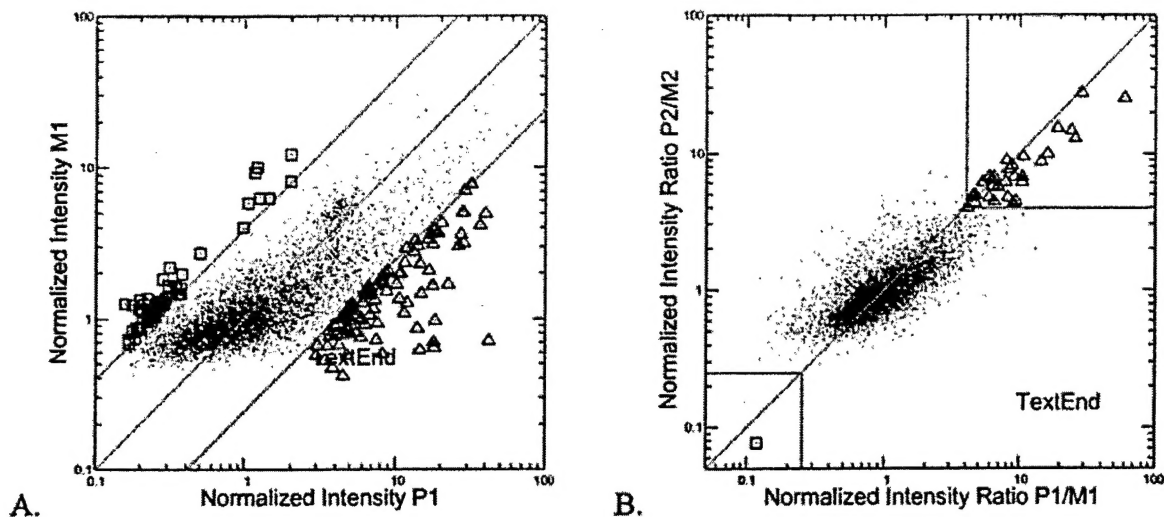 100
10
1
0.1
Normalized Intensity M1
TextEnd
0.1 1 10 100
Normalized Intensity P1
A.
100
10
1
0.1
Normalized Intensity Ratio P2/M2
TextEnd
0.1 1 10 100
Normalized Intensity Ratio P1/M1
B.